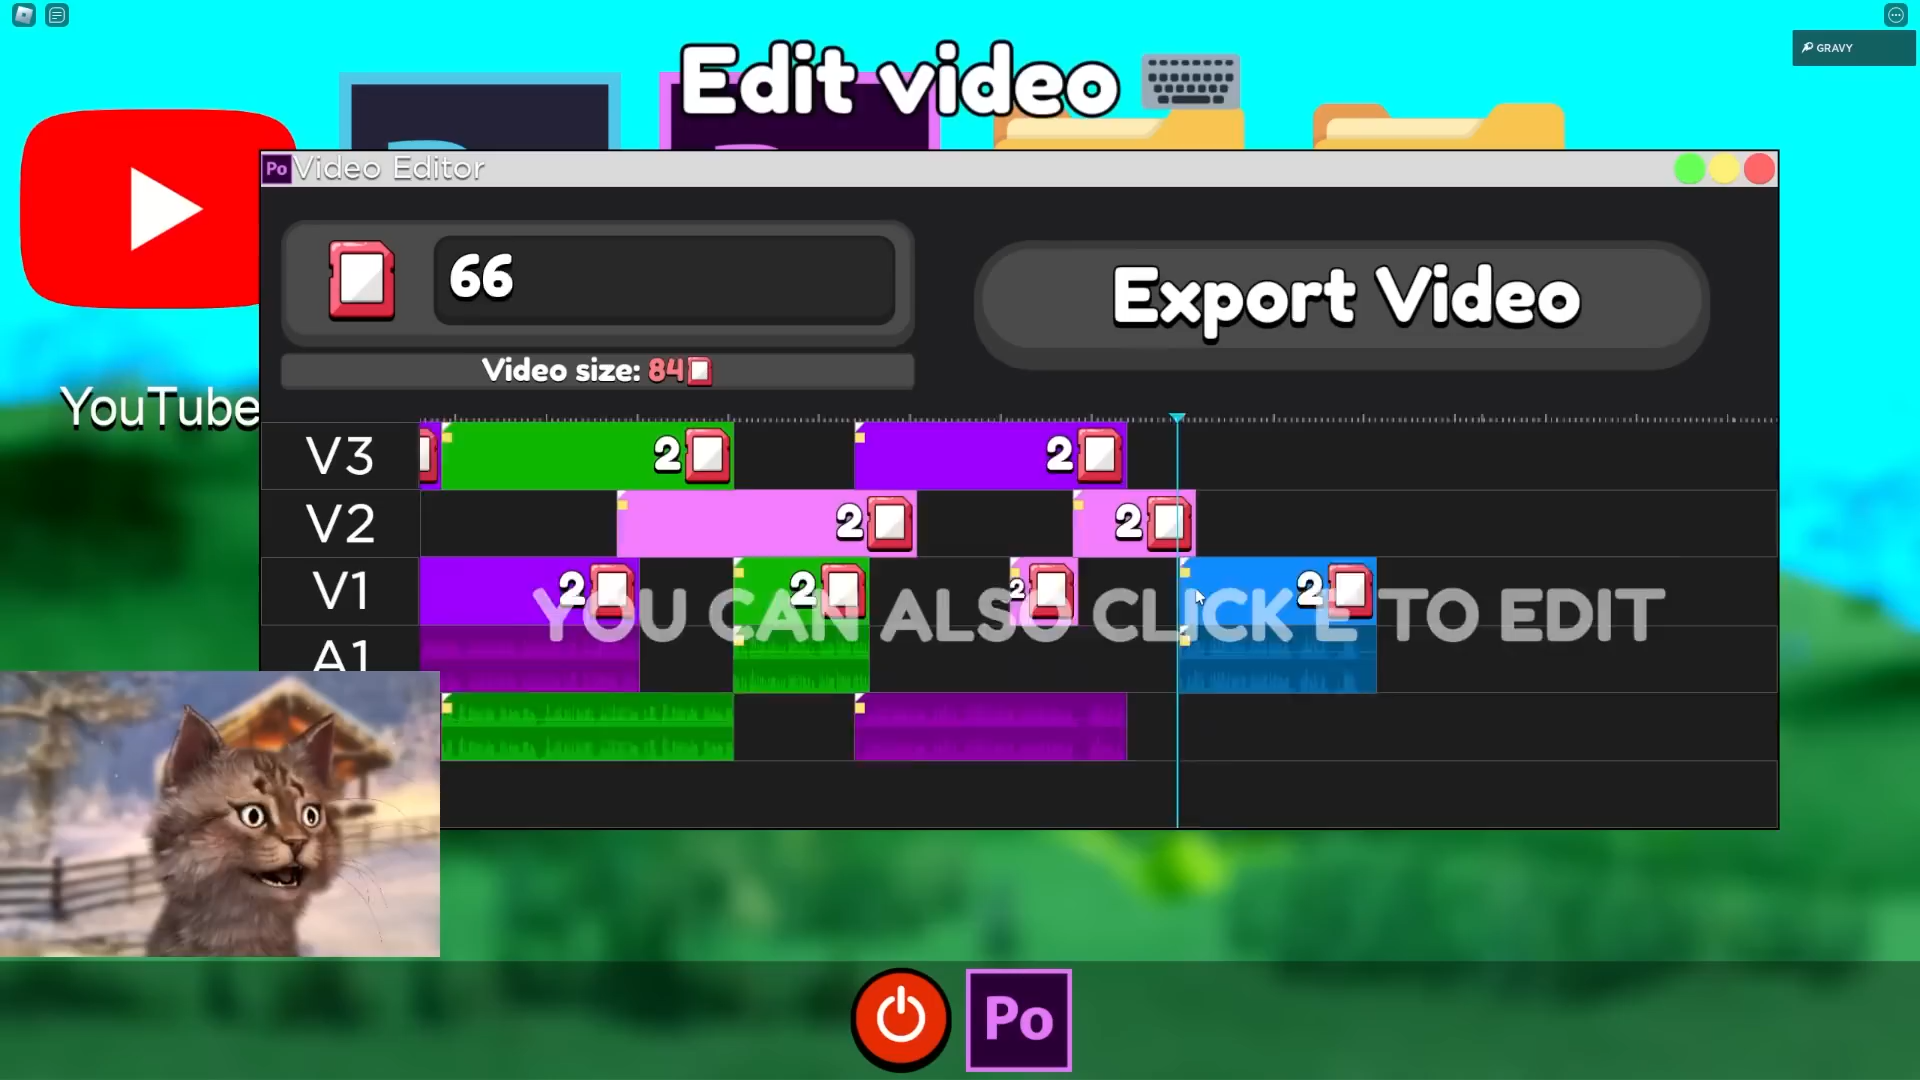 Edit video
GRAVY
Po Video Editor
66
Export Video
Video size: 84
YouTube
V3
2
2
V2
2
2
V1
2
2
2
2
YOU CAN ALSO CLICK E TO EDIT
A1
Po